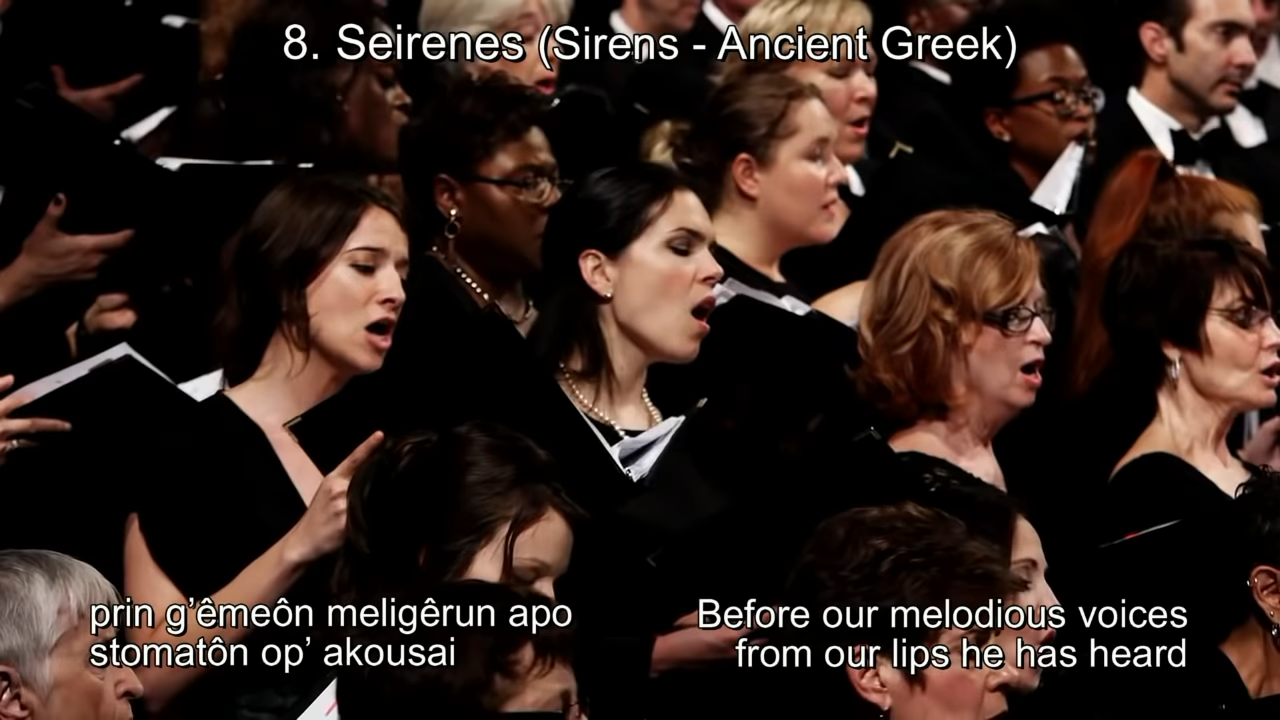 8. Seirenes (Sirens - Ancient Greek)
prin g’êmeôn meligêrun apo
stomatôn op’ akousai
Before our melodious voices
from our lips he has heard